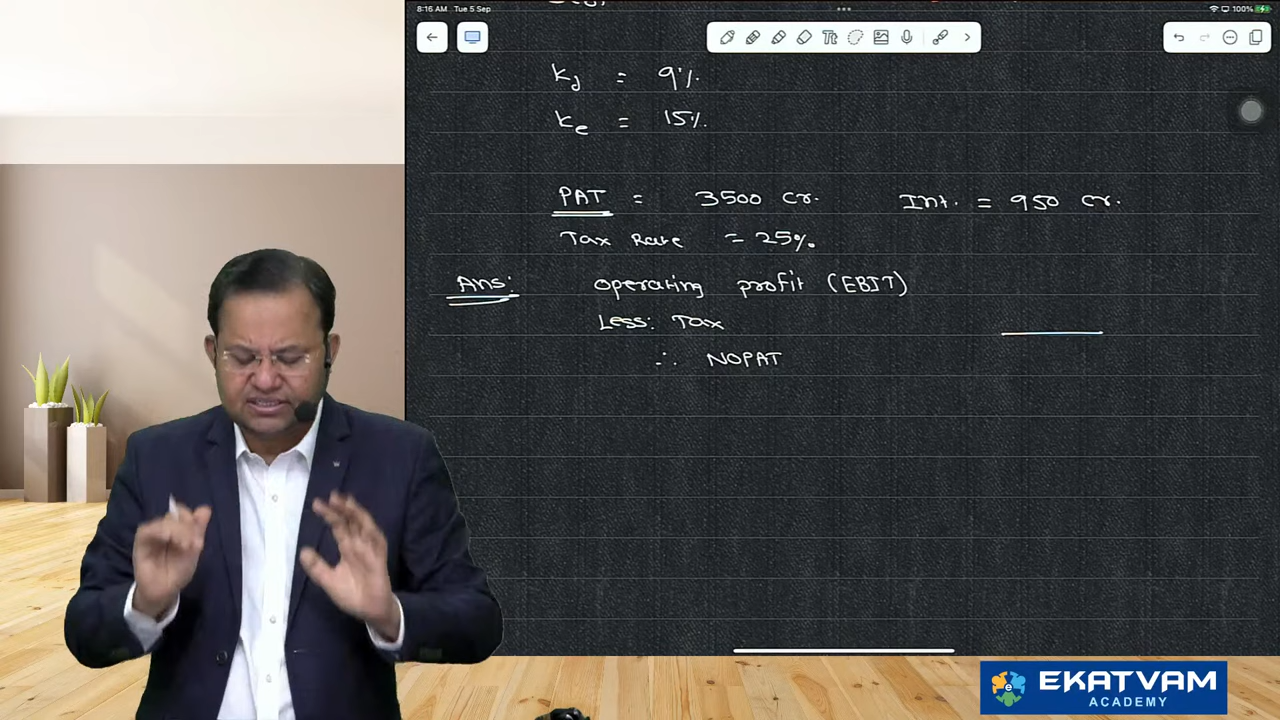 8:16 AM Tue 5 Sep
100%
Kd = 9%
Ke = 15%
PAT = 3500 Cr. Int. = 950 Cr.
Tax Rate = 25%
Ans: operating profit (EBIT)
Less: Tax
∴ NOPAT
EKATVAM
ACADEMY